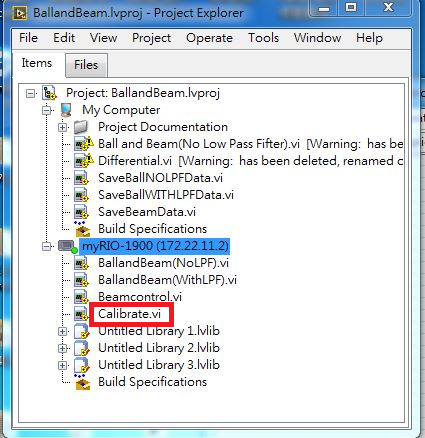 BallandBeam.lvproj - Project Explorer
File Edit View Project Operate Tools Window Help
Items Files
Project: BallandBeam.lvproj
My Computer
Project Documentation
Ball and Beam(No Low Pass Fifter).vi [Warning: has be
Differential.vi [Warning: has been deleted, renamed c
SaveBallNOLPFData.vi
SaveBallWITHLPFData.vi
SaveBeamData.vi
Build Specifications
myRIO-1900 (172.22.11.2)
BallandBeam(NoLPF).vi
BallandBeam(WithLPF).vi
Beamcontrol.vi
Calibrate.vi
Untitled Library 1.lvlib
Untitled Library 2.lvlib
Untitled Library 3.lvlib
Build Specifications